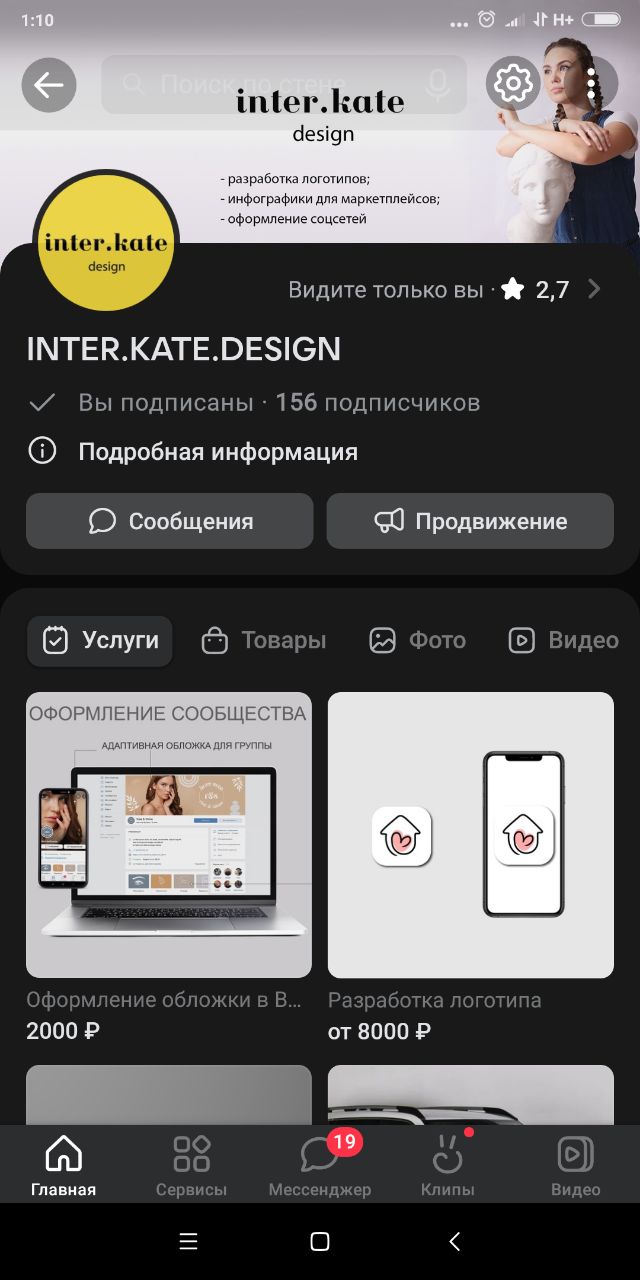 1:10
H+
Поиск по стене
inter.kate
design
- разработка логотипов;
- инфографики для маркетплейсов;
- оформление соцсетей
inter.kate
design
Видите только вы · 2,7
INTER.KATE.DESIGN
Вы подписаны · 156 подписчиков
Подробная информация
Сообщения
Продвижение
Услуги
Товары
Фото
Видео
ОФОРМЛЕНИЕ СООБЩЕСТВА
АДАПТИВНАЯ ОБЛОЖКА ДЛЯ ГРУППЫ
Оформление обложки в В...
2000 ₽
Разработка логотипа
от 8000 ₽
19
Главная
Сервисы
Мессенджер
Клипы
Видео